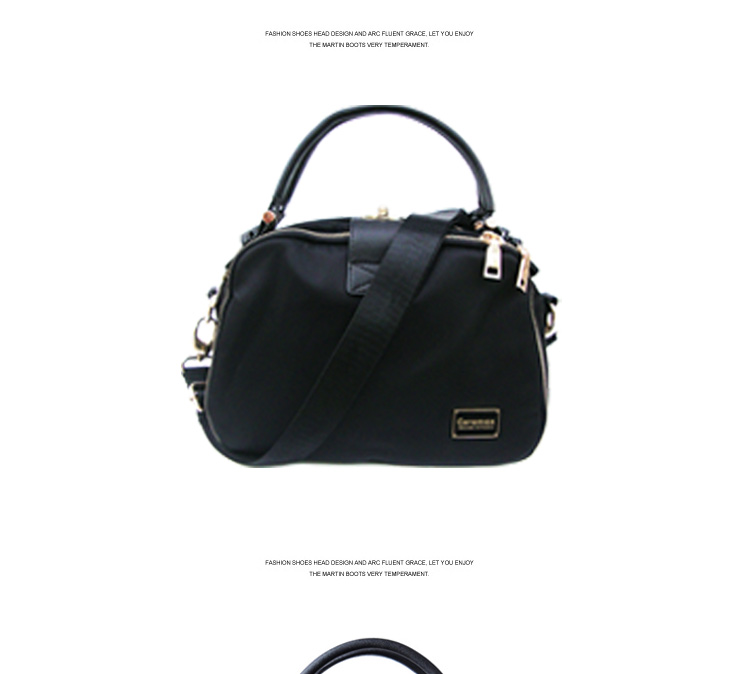 FASHION SHOES HEAD DESIGN AND ARC FLUENT GRACE, LET YOU ENJOY
THE MARTIN BOOTS VERY TEMPERAMENT.
FASHION SHOES HEAD DESIGN AND ARC FLUENT GRACE, LET YOU ENJOY
THE MARTIN BOOTS VERY TEMPERAMENT.